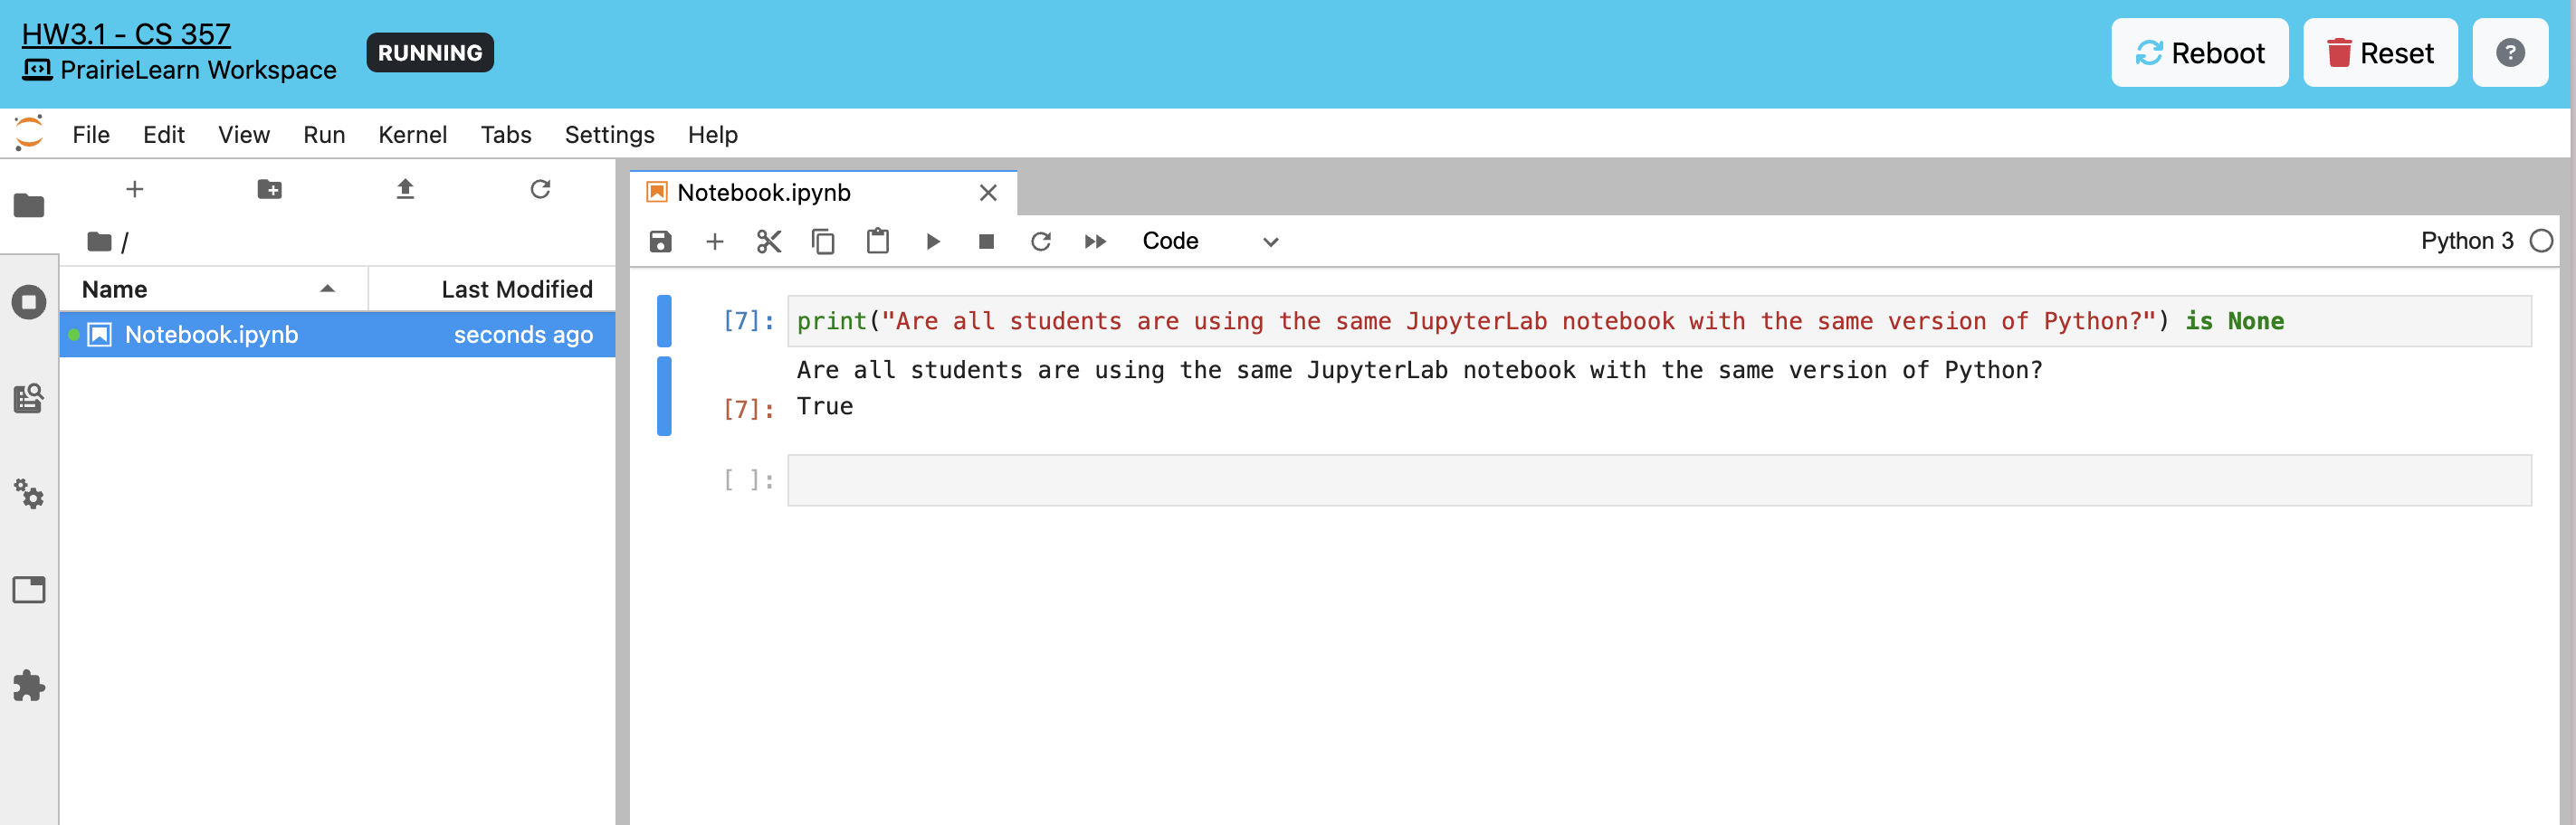 HW3.1 - CS 357
PrairieLearn Workspace
RUNNING
Reboot
Reset
?
File Edit View Run Kernel Tabs Settings Help
/
Name Last Modified
Notebook.ipynb seconds ago
Notebook.ipynb
Code
Python 3
[7]: print("Are all students are using the same JupyterLab notebook with the same version of Python?") is None
Are all students are using the same JupyterLab notebook with the same version of Python?
[7]: True
[ ]: